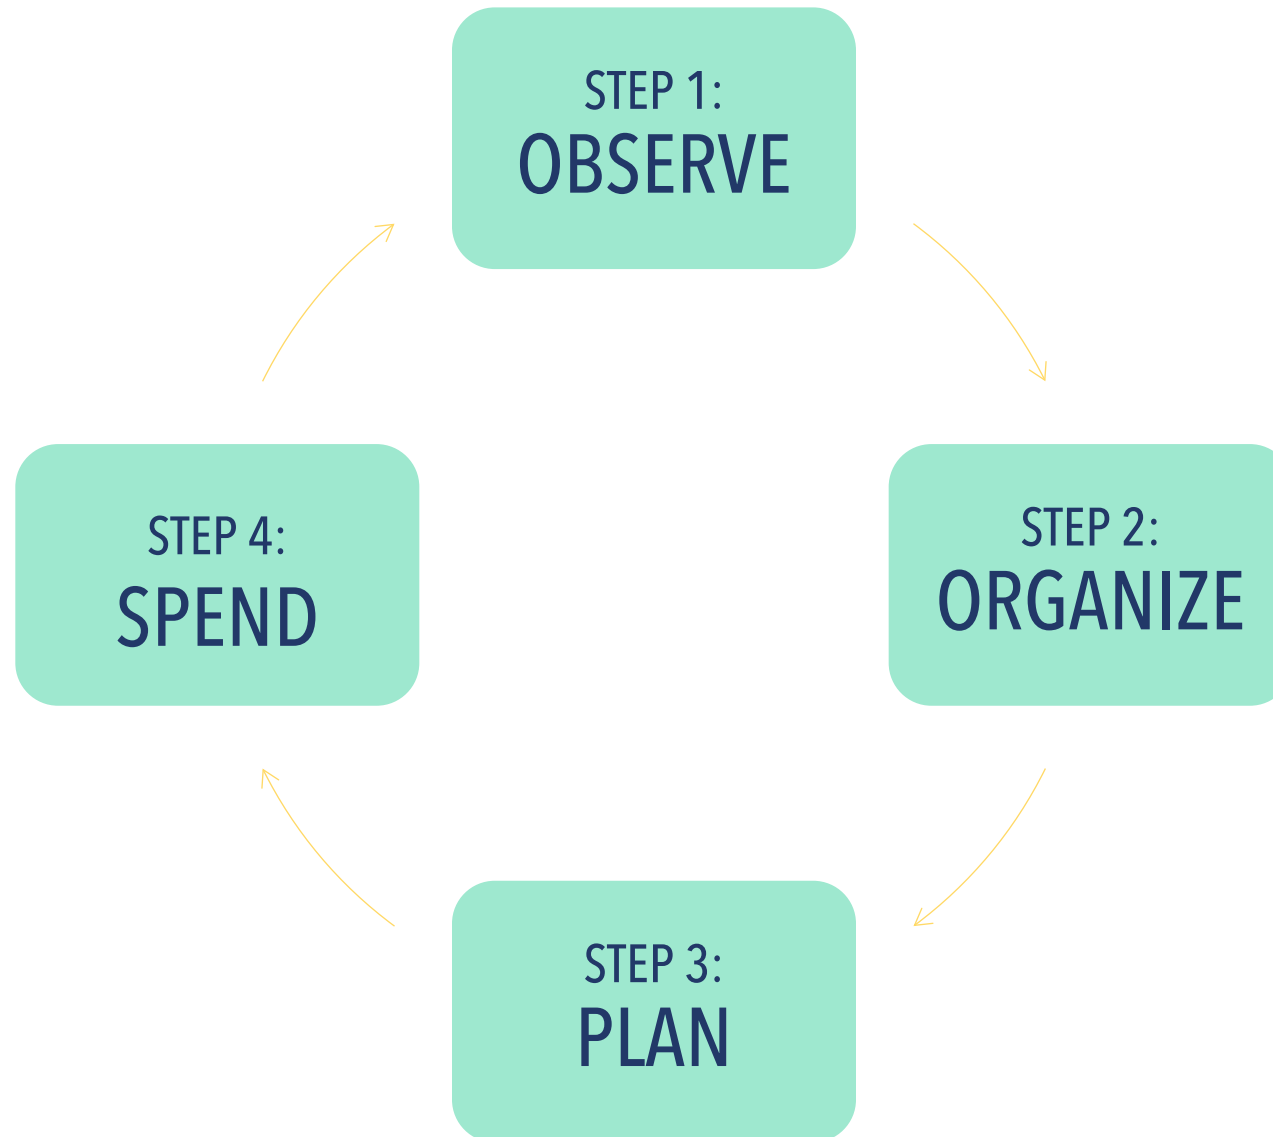 STEP 1:
OBSERVE
STEP 2:
ORGANIZE
STEP 3:
PLAN
STEP 4:
SPEND